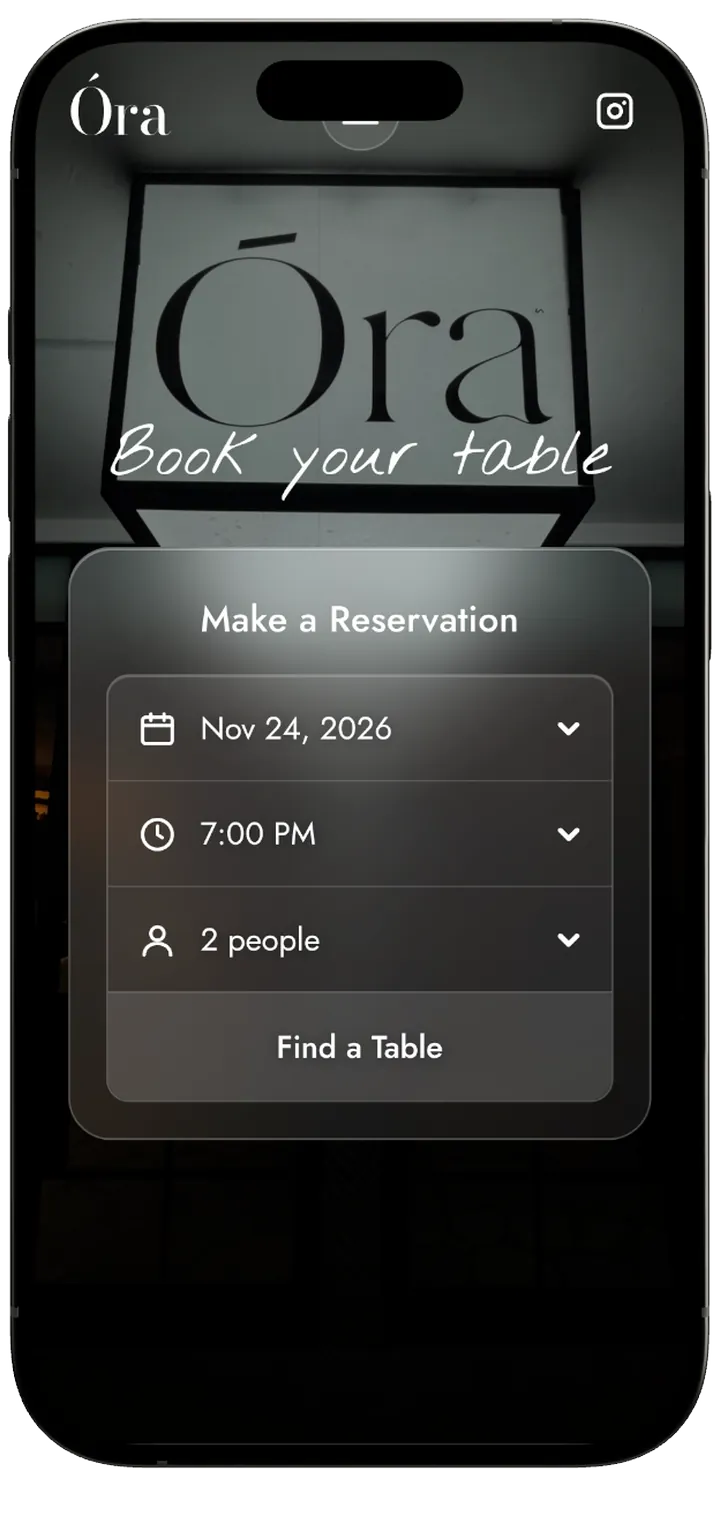 Óra
Óra
Book your table
Make a Reservation
Nov 24, 2026
7:00 PM
2 people
Find a Table